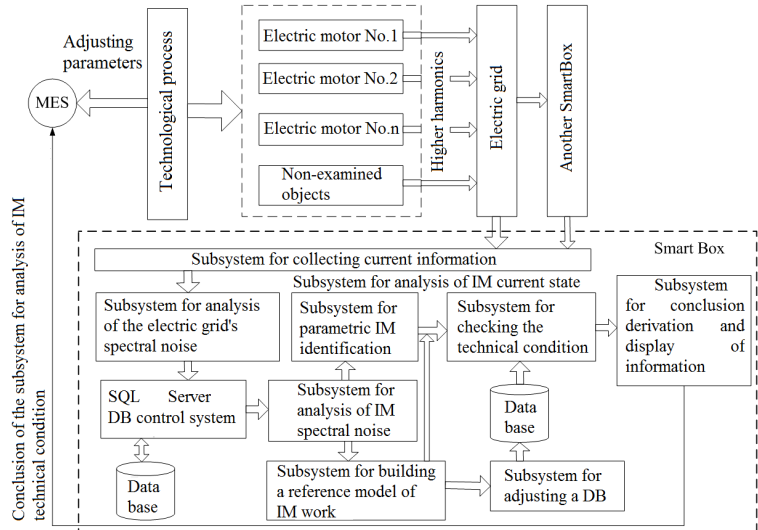 Adjusting
parameters
MES
Technological process
Electric motor No.1
Electric motor No.2
Electric motor No.n
Non-examined
objects
Higher harmonics
Electric grid
Another SmartBox
Conclusion of the subsystem for analysis of IM
technical condition
Smart Box
Subsystem for collecting current information
Subsystem for analysis of IM current state
Subsystem for analysis
of the electric grid's
spectral noise
Subsystem for
parametric IM
identification
Subsystem for
checking the
technical condition
Subsystem
for conclusion
derivation and
display of
information
SQL Server
DB control system
Subsystem for
analysis of IM
spectral noise
Data
base
Data
base
Subsystem for building
a reference model of
IM work
Subsystem for
adjusting a DB